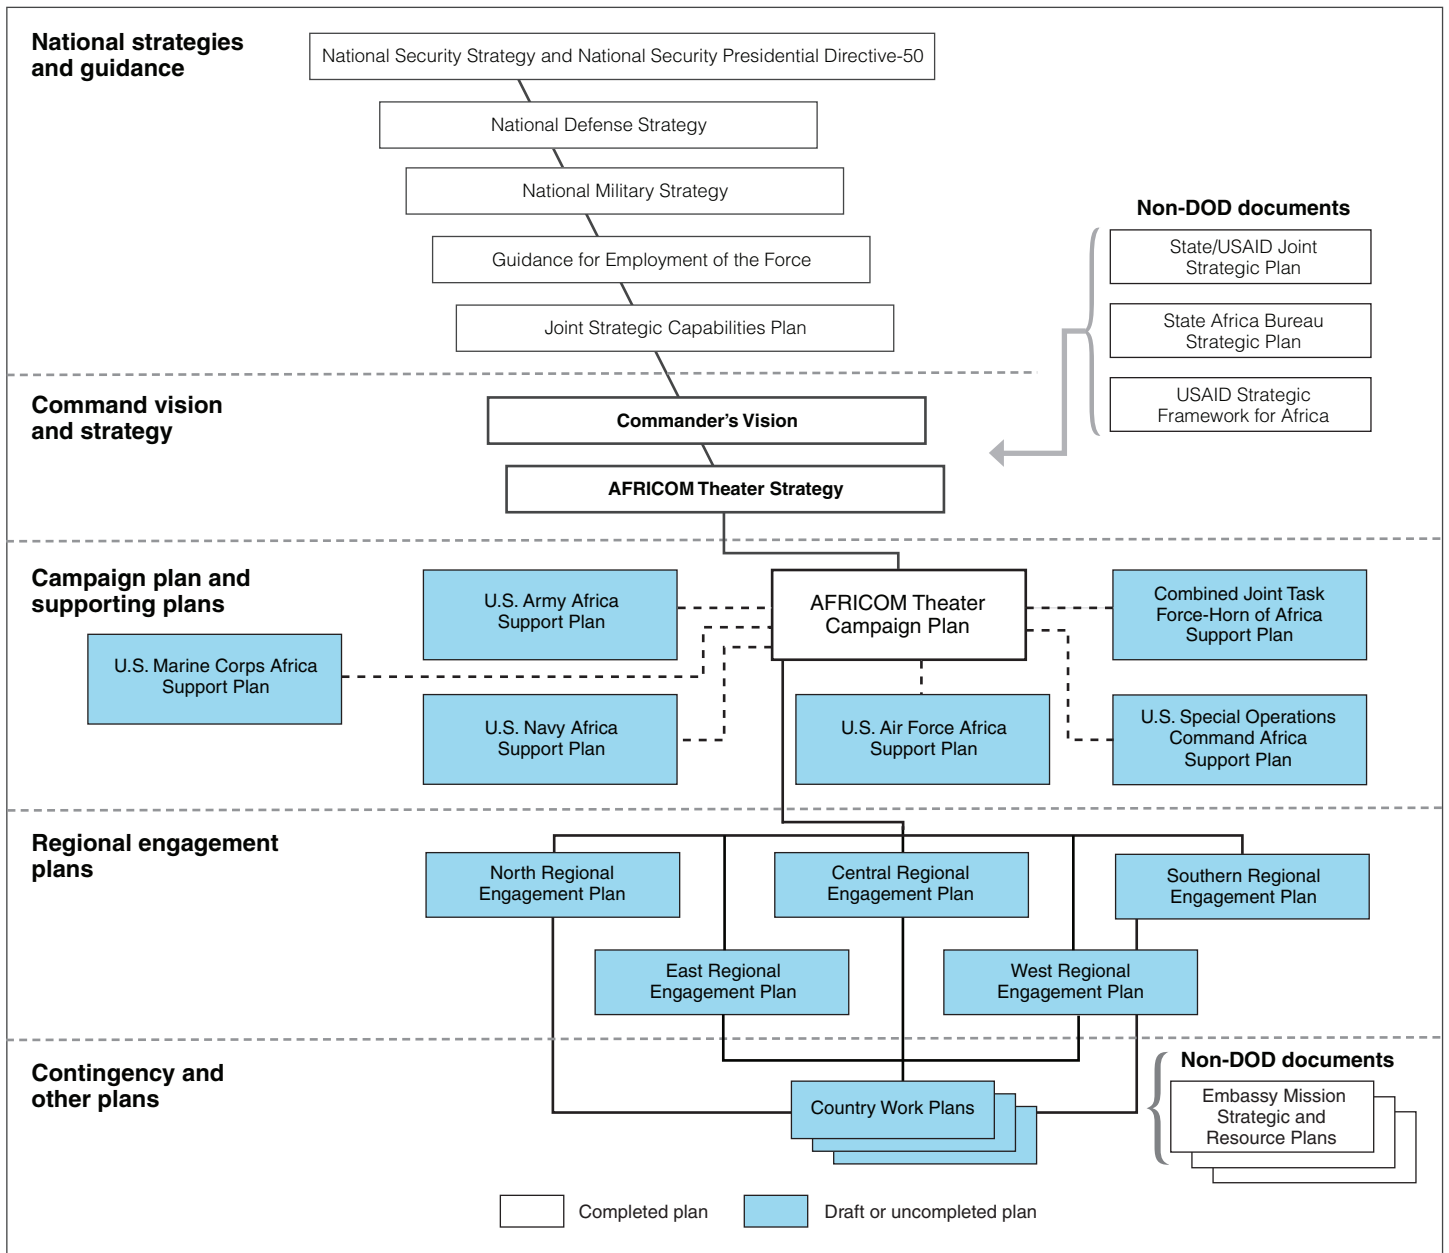 National strategies
and guidance
National Security Strategy and National Security Presidential Directive-50
National Defense Strategy
National Military Strategy
Guidance for Employment of the Force
Joint Strategic Capabilities Plan
Non-DOD documents
State/USAID Joint
Strategic Plan
State Africa Bureau
Strategic Plan
USAID Strategic
Framework for Africa
Command vision
and strategy
Commander's Vision
AFRICOM Theater Strategy
Campaign plan and
supporting plans
U.S. Army Africa
Support Plan
AFRICOM Theater
Campaign Plan
Combined Joint Task
Force-Horn of Africa
Support Plan
U.S. Marine Corps Africa
Support Plan
U.S. Navy Africa
Support Plan
U.S. Air Force Africa
Support Plan
U.S. Special Operations
Command Africa
Support Plan
Regional engagement
plans
North Regional
Engagement Plan
Central Regional
Engagement Plan
Southern Regional
Engagement Plan
East Regional
Engagement Plan
West Regional
Engagement Plan
Contingency and
other plans
Country Work Plans
Non-DOD documents
Embassy Mission
Strategic and
Resource Plans
Completed plan
Draft or uncompleted plan